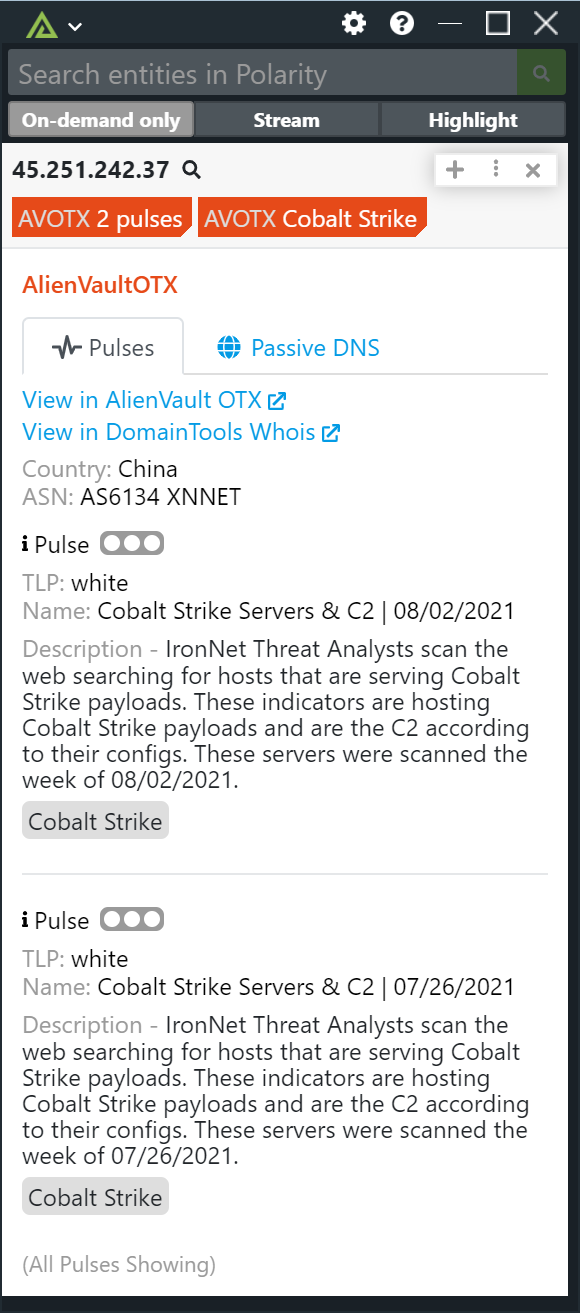 Search entities in Polarity
On-demand only
Stream
Highlight
45.251.242.37
AVOTX 2 pulses
AVOTX Cobalt Strike
AlienVaultOTX
Pulses
Passive DNS
View in AlienVault OTX
View in DomainTools Whois
Country: China
ASN: AS6134 XNNET
Pulse
TLP: white
Name: Cobalt Strike Servers & C2 | 08/02/2021
Description - IronNet Threat Analysts scan the
web searching for hosts that are serving Cobalt
Strike payloads. These indicators are hosting
Cobalt Strike payloads and are the C2 according
to their configs. These servers were scanned the
week of 08/02/2021.
Cobalt Strike
Pulse
TLP: white
Name: Cobalt Strike Servers & C2 | 07/26/2021
Description - IronNet Threat Analysts scan the
web searching for hosts that are serving Cobalt
Strike payloads. These indicators are hosting
Cobalt Strike payloads and are the C2 according
to their configs. These servers were scanned the
week of 07/26/2021.
Cobalt Strike
(All Pulses Showing)